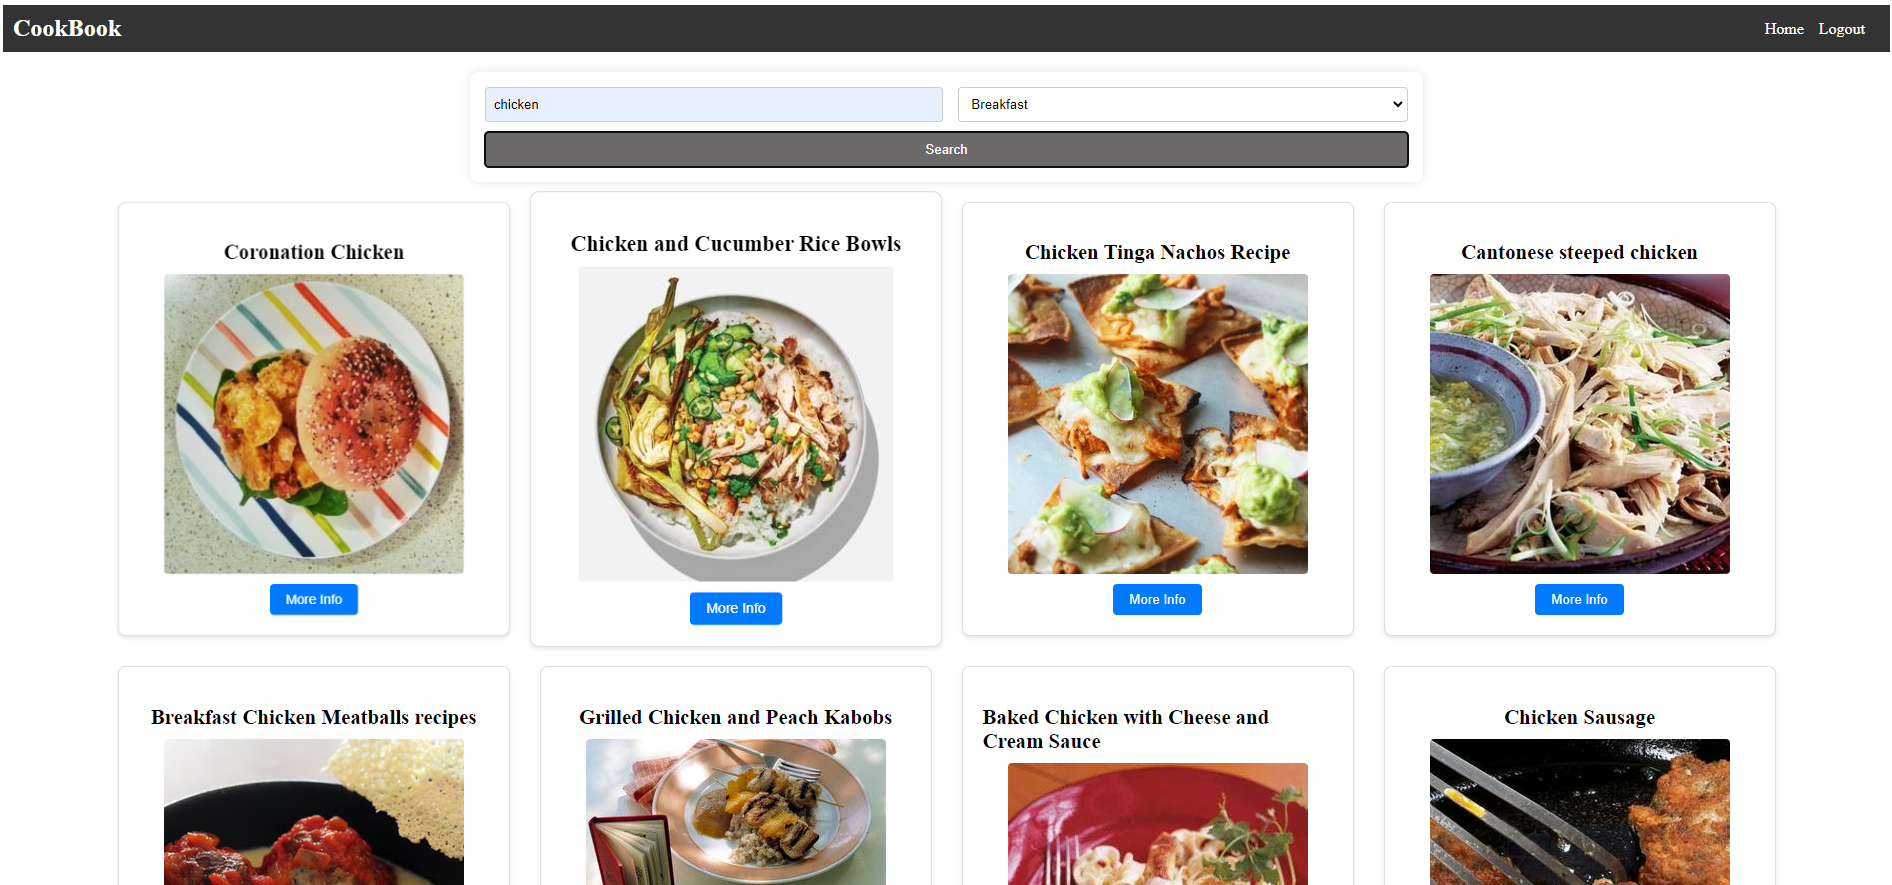 CookBook
Home Logout
chicken
Breakfast
Search
Coronation Chicken
Chicken and Cucumber Rice Bowls
Chicken Tinga Nachos Recipe
Cantonese steeped chicken
More Info
More Info
More Info
More Info
Breakfast Chicken Meatballs recipes
Grilled Chicken and Peach Kabobs
Baked Chicken with Cheese and
Cream Sauce
Chicken Sausage